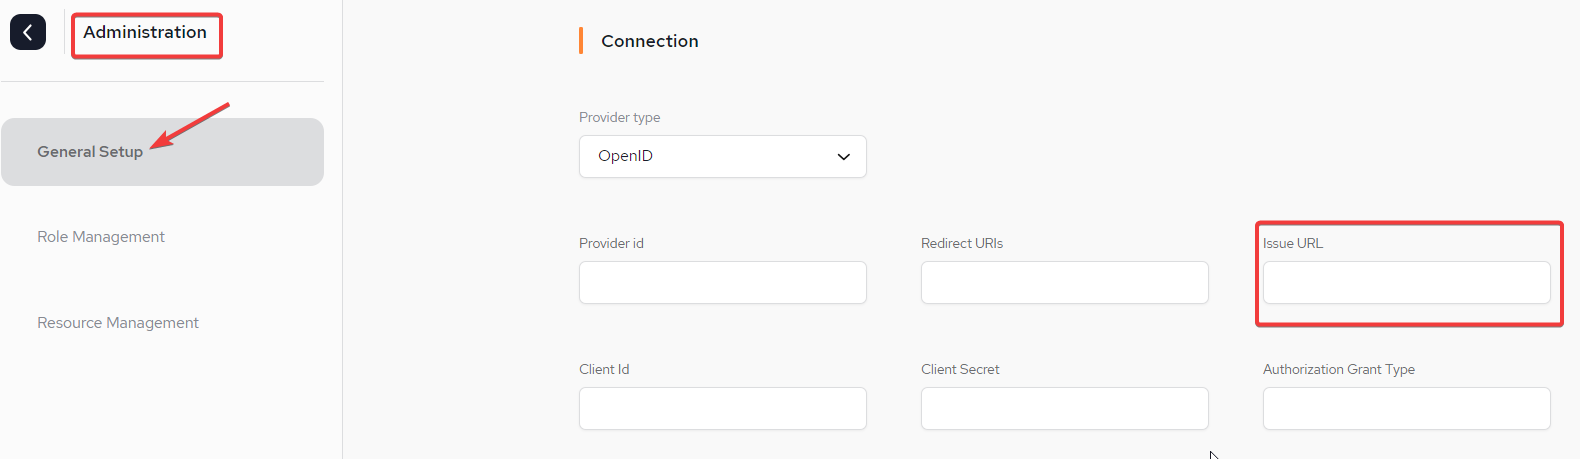 Administration
General Setup
Role Management
Resource Management
Connection
Provider type
OpenID
Provider id
Redirect URIs
Issue URL
Client Id
Client Secret
Authorization Grant Type